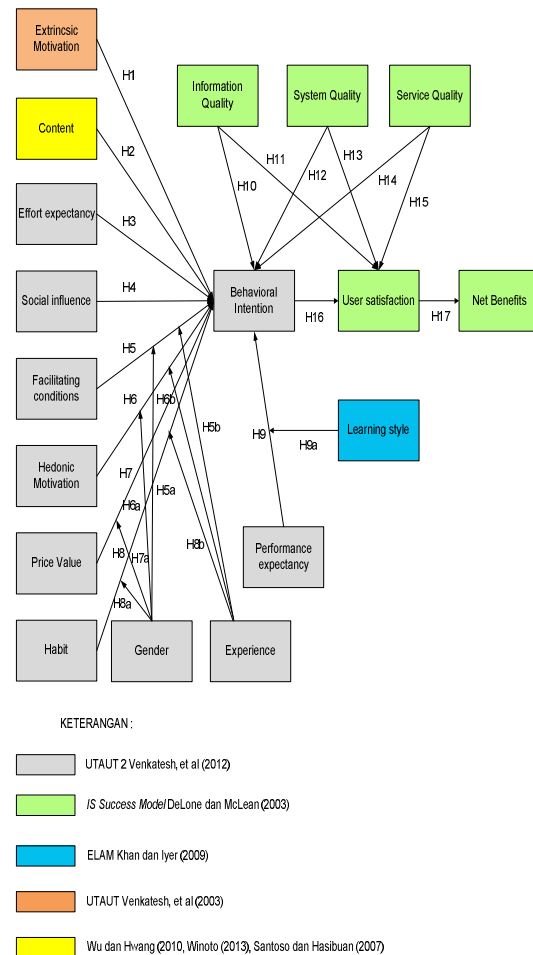 Extrincsic
Motivation
H1
Information
Quality
System Quality
Service Quality
Content
H2
H11
H13
H10
H12
H14
H15
Effort expectancy
H3
Social influence
H4
Behavioral
Intention
H16
User satisfaction
H17
Net Benefits
Facilitating
conditions
H5
H6
H6b
H5b
H9
H9a
Learning style
Hedonic
Motivation
H7
H6a
H5a
Price Value
H8
H7a
H8b
Performance
expectancy
H8a
Habit
Gender
Experience
KETERANGAN :
UTAUT 2 Venkatesh, et al (2012)
IS Success Model DeLone dan McLean (2003)
ELAM Khan dan Iyer (2009)
UTAUT Venkatesh, et al (2003)
Wu dan Hwang (2010, Winoto (2013), Santoso dan Hasibuan (2007)